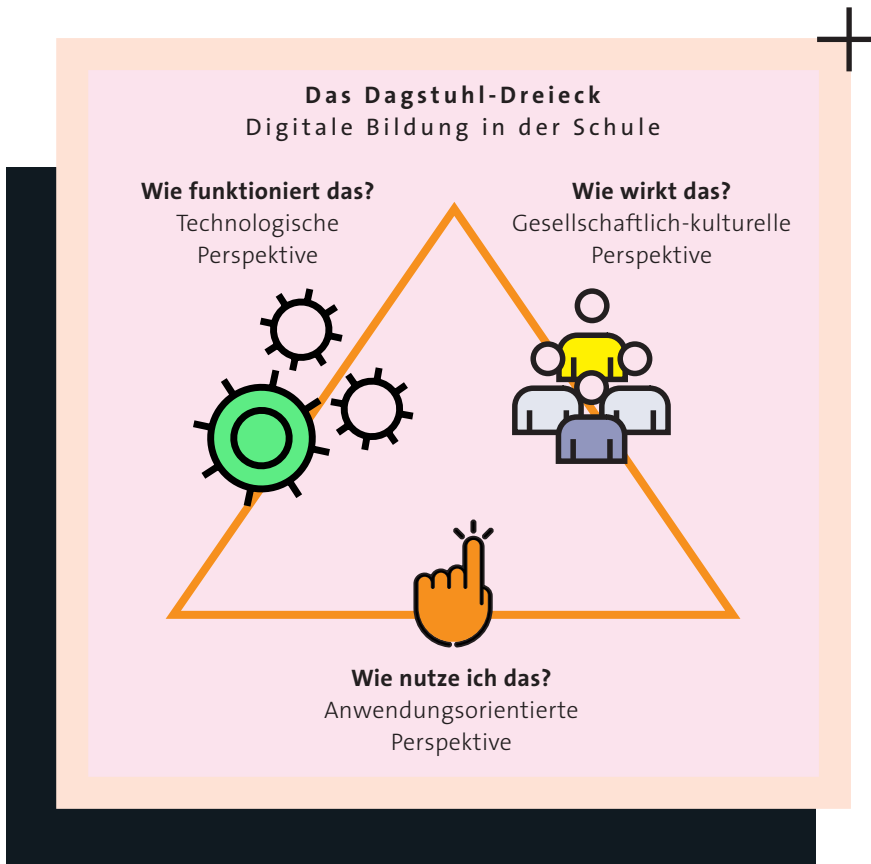 Das Dagstuhl-Dreieck
Digitale Bildung in der Schule
Wie funktioniert das?
Technologische
Perspektive
Wie wirkt das?
Gesellschaftlich-kulturelle
Perspektive
Wie nutze ich das?
Anwendungsorientierte
Perspektive